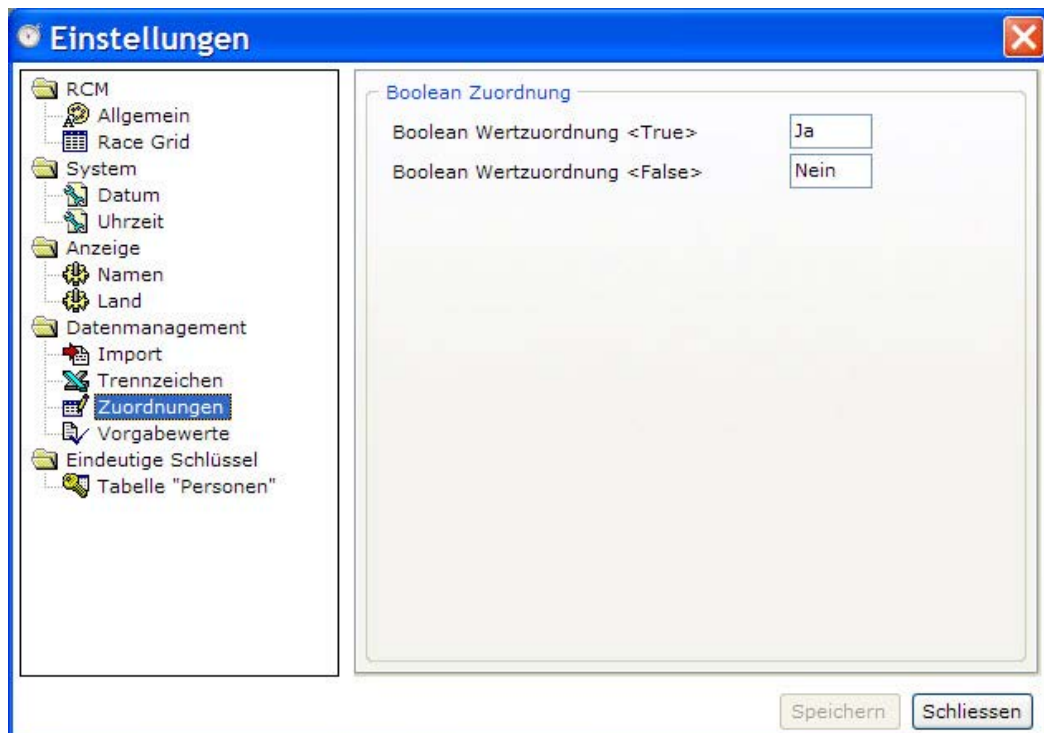 Einstellungen
RCM
Allgemein
Race Grid
System
Datum
Uhrzeit
Anzeige
Namen
Land
Datenmanagement
Import
Trennzeichen
Zuordnungen
Vorgabewerte
Eindeutige Schlüssel
Tabelle "Personen"
Boolean Zuordnung
Boolean Wertzuordnung <True> Ja
Boolean Wertzuordnung <False> Nein
Speichern Schliessen